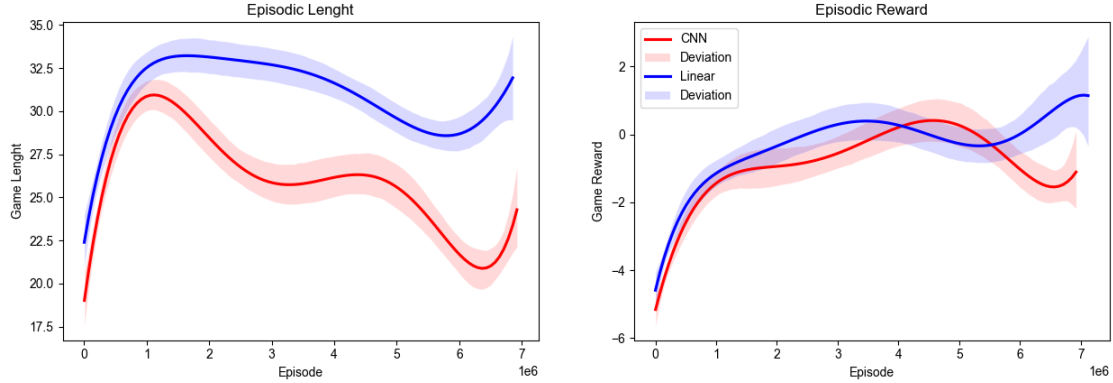 Episodic Lenght
35.0
32.5
30.0
27.5
25.0
22.5
20.0
17.5
Game Lenght
0 1 2 3 4 5 6 7
Episode
1e6
Episodic Reward
CNN
Deviation
Linear
Deviation
2
0
−2
−4
−6
Game Reward
0 1 2 3 4 5 6 7
Episode
1e6